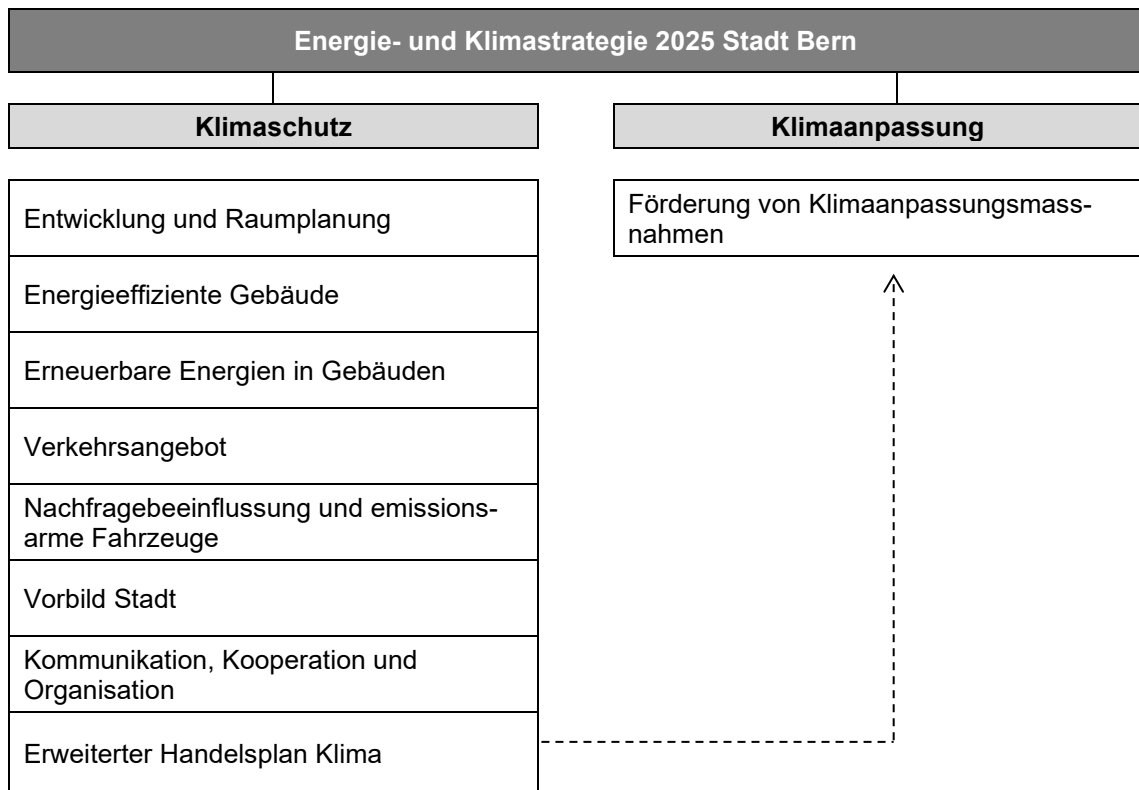 Energie- und Klimastrategie 2025 Stadt Bern
Klimaschutz
Entwicklung und Raumplanung
Energieeffiziente Gebäude
Erneuerbare Energien in Gebäuden
Verkehrsangebot
Nachfragebeeinflussung und emissions-
arme Fahrzeuge
Vorbild Stadt
Kommunikation, Kooperation und
Organisation
Erweiterter Handelsplan Klima
Klimaanpassung
Förderung von Klimaanpassungsmass-
nahmen